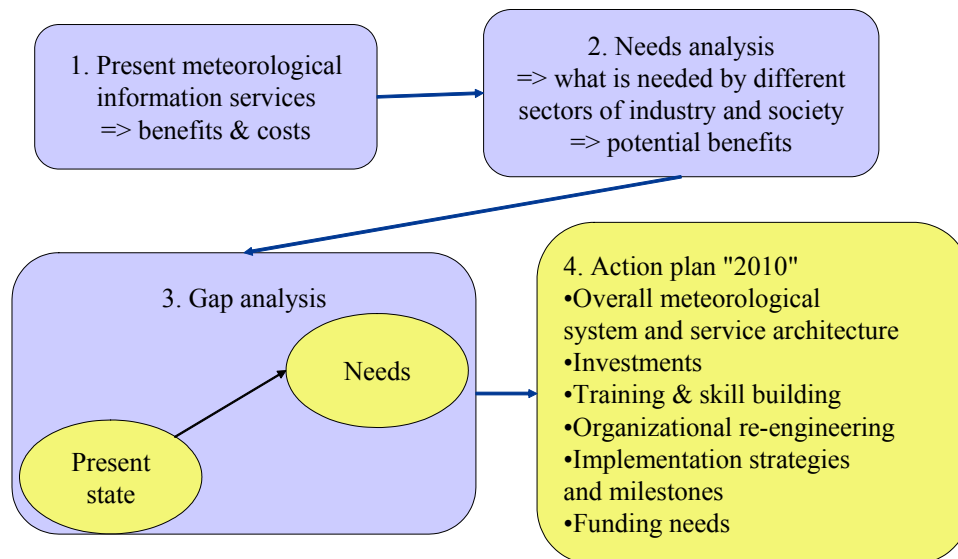 1. Present meteorological
information services
=> benefits & costs
2. Needs analysis
=> what is needed by different
sectors of industry and society
=> potential benefits
3. Gap analysis
Needs
Present
state
4. Action plan "2010"
•Overall meteorological
system and service architecture
•Investments
•Training & skill building
•Organizational re-engineering
•Implementation strategies
and milestones
•Funding needs